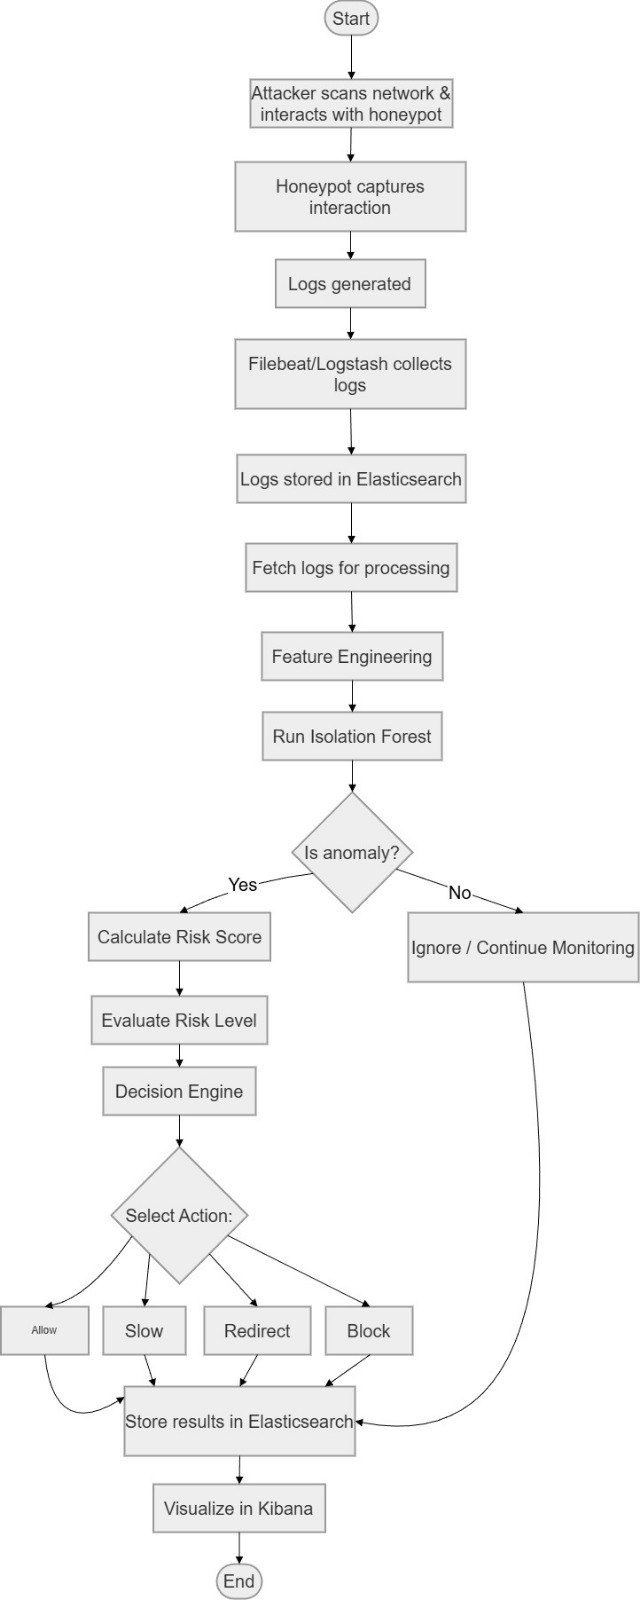 Start
Attacker scans network &
interacts with honeypot
Honeypot captures
interaction
Logs generated
Filebeat/Logstash collects
logs
Logs stored in Elasticsearch
Fetch logs for processing
Feature Engineering
Run Isolation Forest
Is anomaly?
Yes
No
Calculate Risk Score
Ignore / Continue Monitoring
Evaluate Risk Level
Decision Engine
Select Action:
Allow
Slow
Redirect
Block
Store results in Elasticsearch
Visualize in Kibana
End